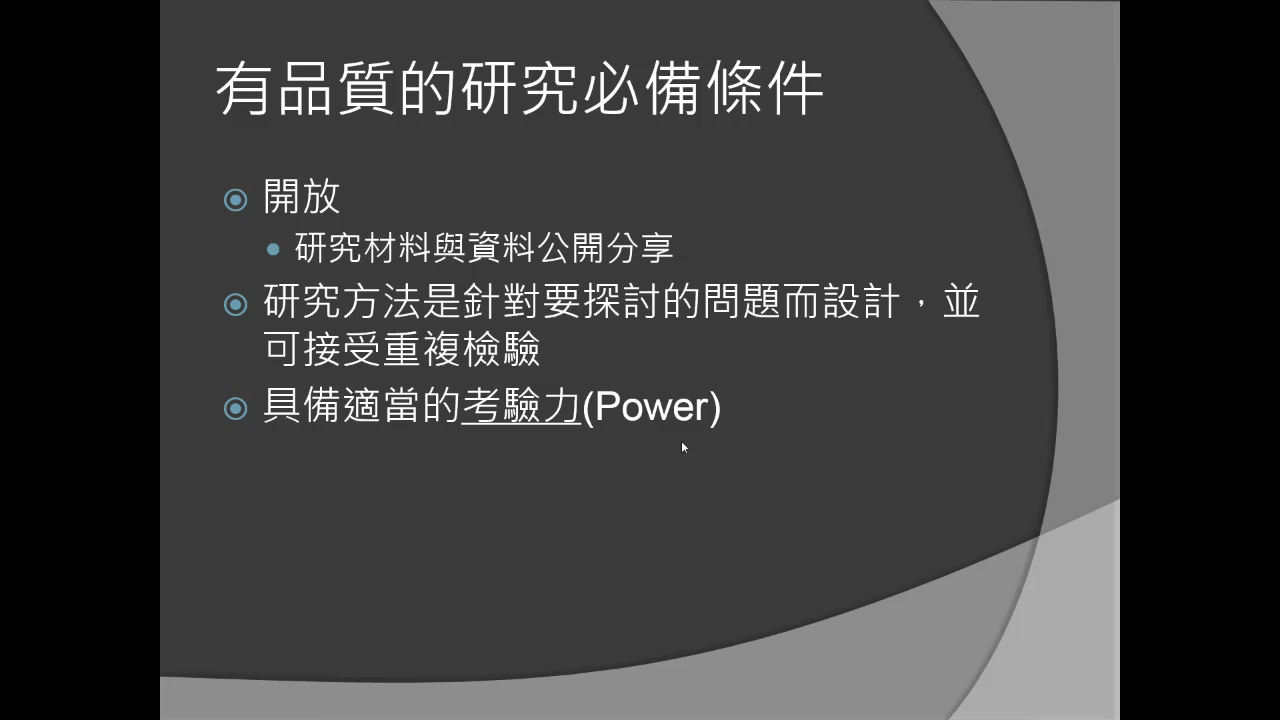 有品質的研究必備條件
開放
研究材料與資料公開分享
研究方法是針對要探討的問題而設計，並
可接受重複檢驗
具備適當的考驗力(Power)